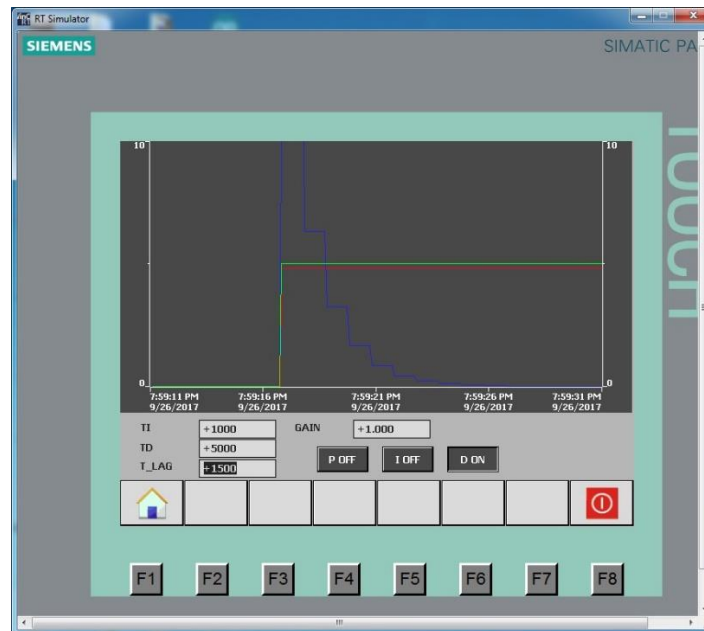 RT Simulator
SIEMENS
SIMATIC PA
TOUCH
10 10
0 0
7:59:11 PM 7:59:16 PM 7:59:21 PM 7:59:26 PM 7:59:31 PM
9/26/2017 9/26/2017 9/26/2017 9/26/2017 9/26/2017
TI +1000 GAIN +1.000
TD +5000
P OFF I OFF D ON
T_LAG +1500
F1 F2 F3 F4 F5 F6 F7 F8